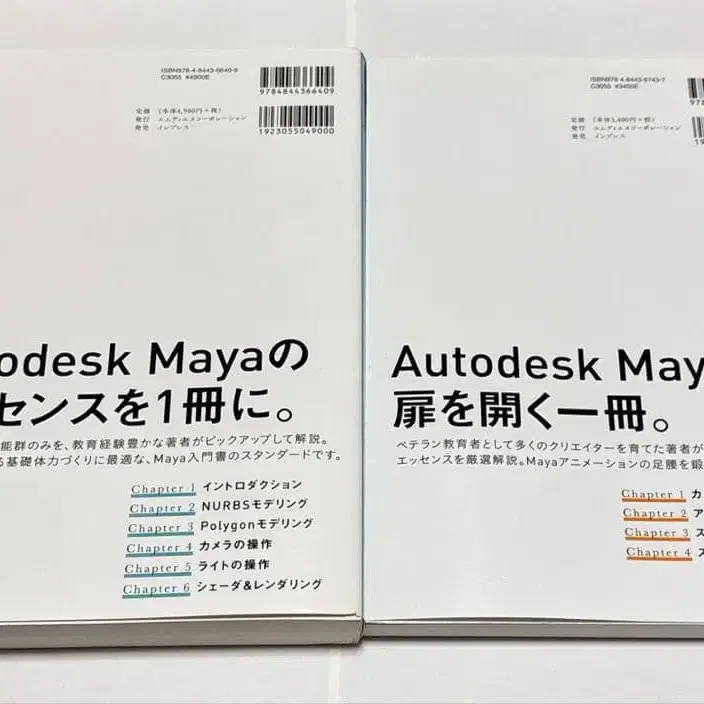 ISBN978-4-8443-6640-9
C3055 ¥4900E
9784844366409
1923055049000
定価 （本体4,900円+税）
発行 エムディエヌコーポレーション
発売 インプレス
odesk Mayaの
センスを1冊に。
能群のみを、教育経験豊かな著者がピックアップして解説。
る基礎体力づくりに最適な、Maya入門書のスタンダードです。
Chapter 1 イントロダクション
Chapter 2 NURBSモデリング
Chapter 3 Polygonモデリング
Chapter 4 カメラの操作
Chapter 5 ライトの操作
Chapter 6 シェーダ&レンダリング
ISBN978-4-8443-6743-7
C3055 ¥3400E
定価 （本体3,400円+税）
発行 エムディエヌコーポレーション
発売 インプレス
Autodesk May
扉を開く一冊。
ベテラン教育者として多くのクリエイターを育てた著者が
エッセンスを厳選解説。Mayaアニメーションの足腰を鍛
Chapter 1 カ
Chapter 2 ア
Chapter 3 ス
Chapter 4 ス